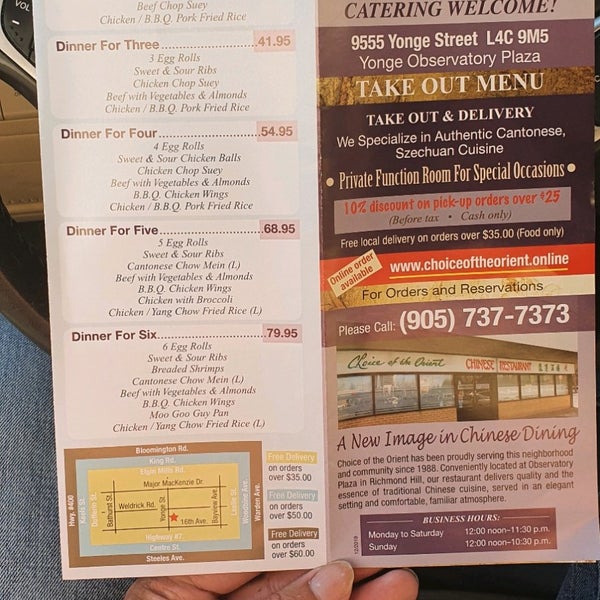 Beef Chop Suey
Chicken / B.B.Q. Pork Fried Rice
Dinner For Three..............41.95
3 Egg Rolls
Sweet & Sour Ribs
Chicken Chop Suey
Beef with Vegetables & Almonds
Chicken / B.B.Q. Pork Fried Rice
Dinner For Four................54.95
4 Egg Rolls
Sweet & Sour Chicken Balls
Chicken Chop Suey
Beef with Vegetables & Almonds
B.B.Q. Chicken Wings
Chicken / B.B.Q. Pork Fried Rice
Dinner For Five................68.95
5 Egg Rolls
Sweet & Sour Ribs
Cantonese Chow Mein (L)
Beef with Vegetables & Almonds
B.B.Q. Chicken Wings
Chicken with Broccoli
Chicken / Yang Chow Fried Rice (L)
Dinner For Six...................79.95
6 Egg Rolls
Sweet & Sour Ribs
Breaded Shrimps
Cantonese Chow Mein (L)
Beef with Vegetables & Almonds
B.B.Q. Chicken Wings
Moo Goo Guy Pan
Chicken / Yang Chow Fried Rice (L)
Bloomington Rd.
King Rd.
Elgin Mills Rd.
Major MacKenzie Dr.
Weldrick Rd.
16th Ave.
Highway #7
Centre St.
Steeles Ave.
Hwy. #400
Keele St.
Dufferin St.
Bathurst St.
Yonge St.
Bayview Ave.
Leslie St.
Woodbine Ave.
Warden Ave.
Free Delivery
on orders
over $35.00
Free Delivery
on orders
over $50.00
Free Delivery
on orders
over $60.00
CATERING WELCOME!
9555 Yonge Street L4C 9M5
Yonge Observatory Plaza
TAKE OUT MENU
TAKE OUT & DELIVERY
We Specialize in Authentic Cantonese,
Szechuan Cuisine
• Private Function Room For Special Occasions •
10% discount on pick-up orders over $25
(Before tax • Cash only)
Free local delivery on orders over $35.00 (Food only)
Online order
available
www.choiceoftheorient.online
For Orders and Reservations
Please Call: (905) 737-7373
Choice of the Orient CHINESE RESTAURANT
A New Image in Chinese Dining
Choice of the Orient has been proudly serving this neighborhood
and community since 1988. Conveniently located at Observatory
Plaza in Richmond Hill, our restaurant delivers quality and the
essence of traditional Chinese cuisine, served in an elegant
setting and comfortable, familiar atmosphere.
BUSINESS HOURS:
Monday to Saturday 12:00 noon–11:30 p.m.
Sunday 12:00 noon–10:30 p.m.
12/2019
VOL